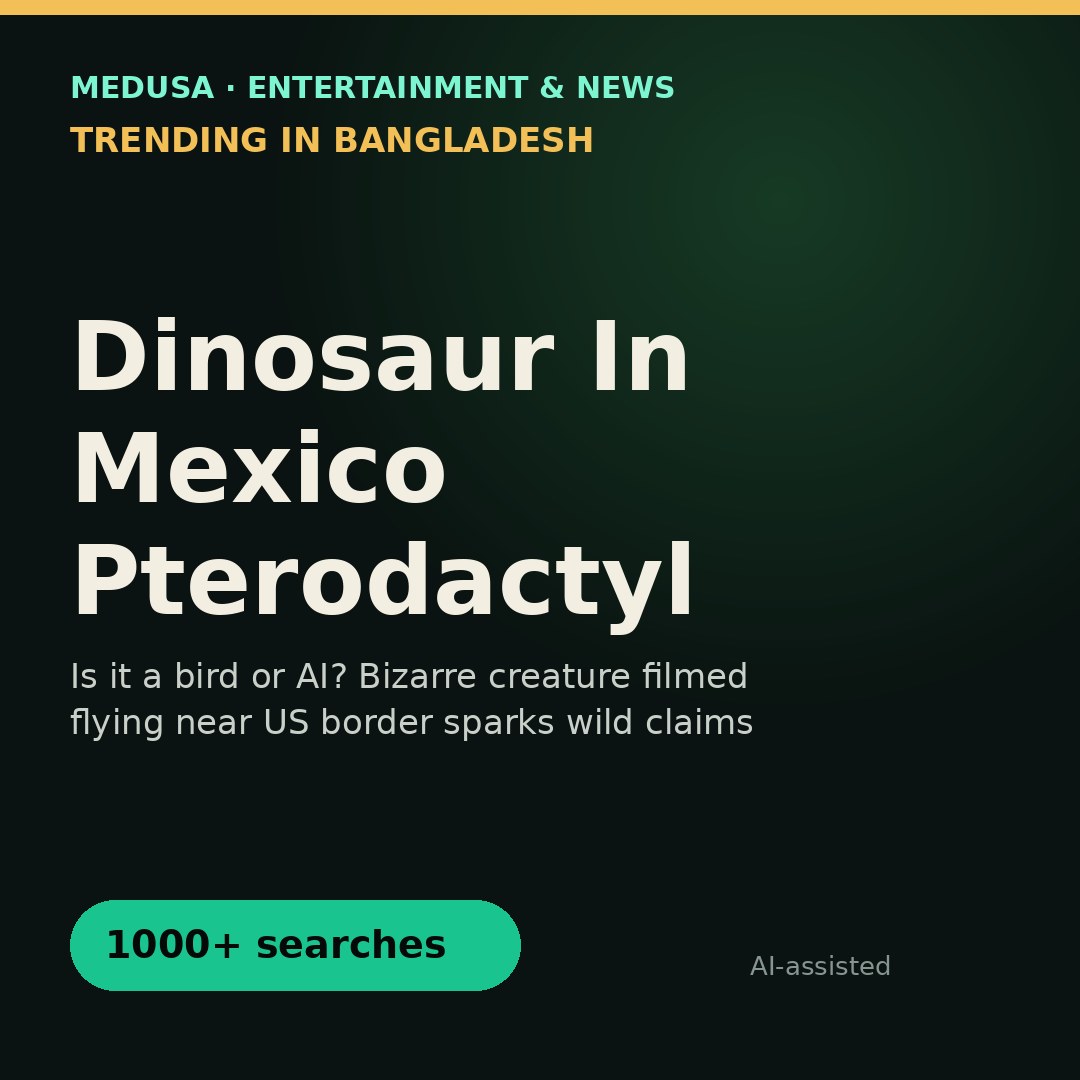 MEDUSA · ENTERTAINMENT & NEWS
TRENDING IN BANGLADESH
Dinosaur In
Mexico
Pterodactyl
Is it a bird or AI? Bizarre creature filmed
flying near US border sparks wild claims
1000+ searches
AI-assisted